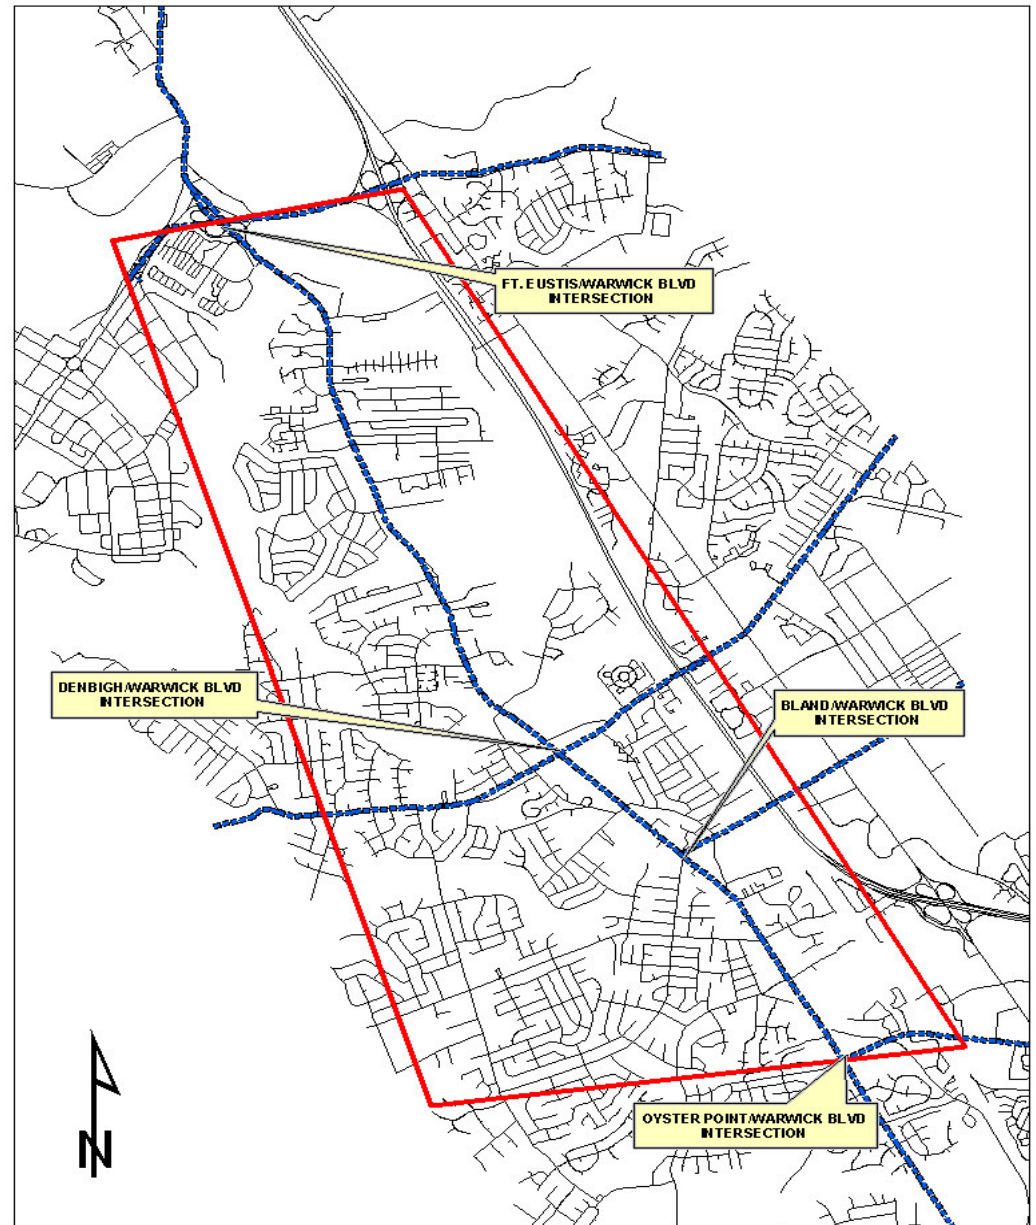 FT. EUSTIS/WARWICK BLVD
INTERSECTION
DENBIGH/WARWICK BLVD
INTERSECTION
BLAND/WARWICK BLVD
INTERSECTION
OYSTER POINT/WARWICK BLVD
INTERSECTION
N